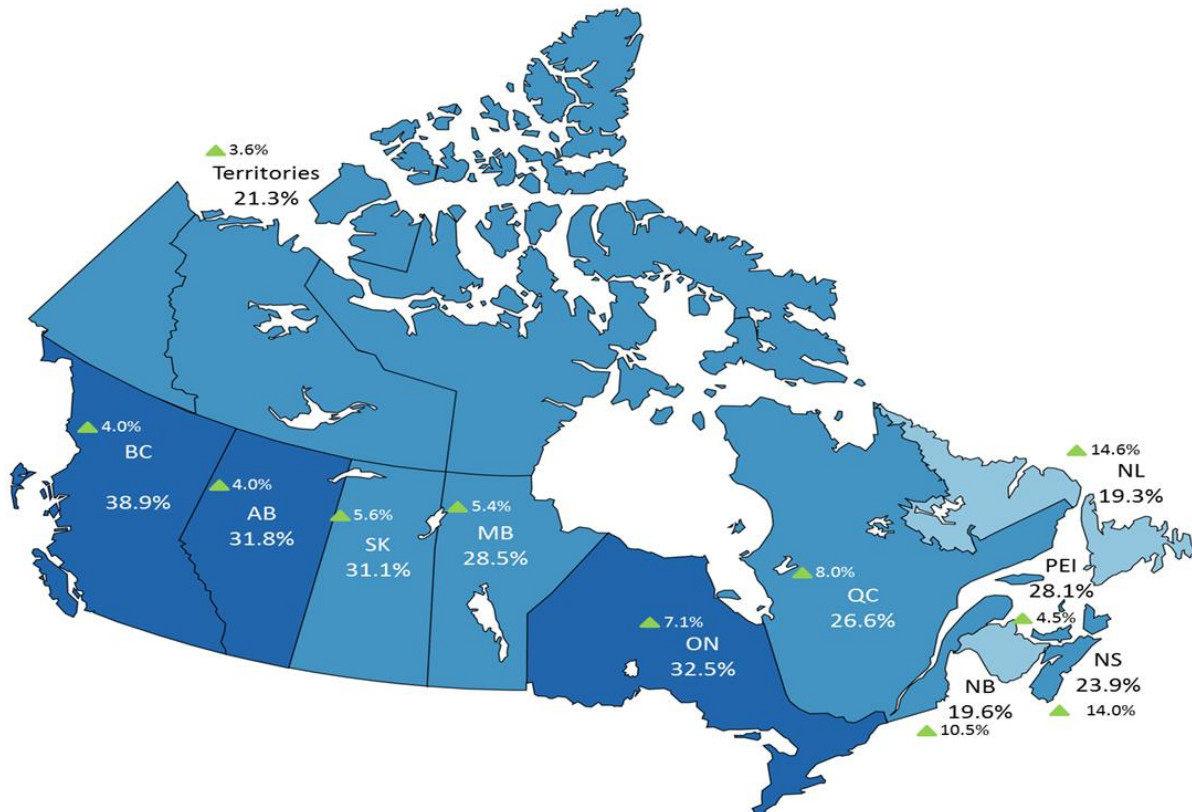 3.6%
Territories
21.3%
4.0%
BC
38.9%
4.0%
AB
31.8%
5.6%
SK
31.1%
5.4%
MB
28.5%
7.1%
ON
32.5%
8.0%
QC
26.6%
14.6%
NL
19.3%
PEI
28.1%
4.5%
NS
23.9%
14.0%
NB
19.6%
10.5%